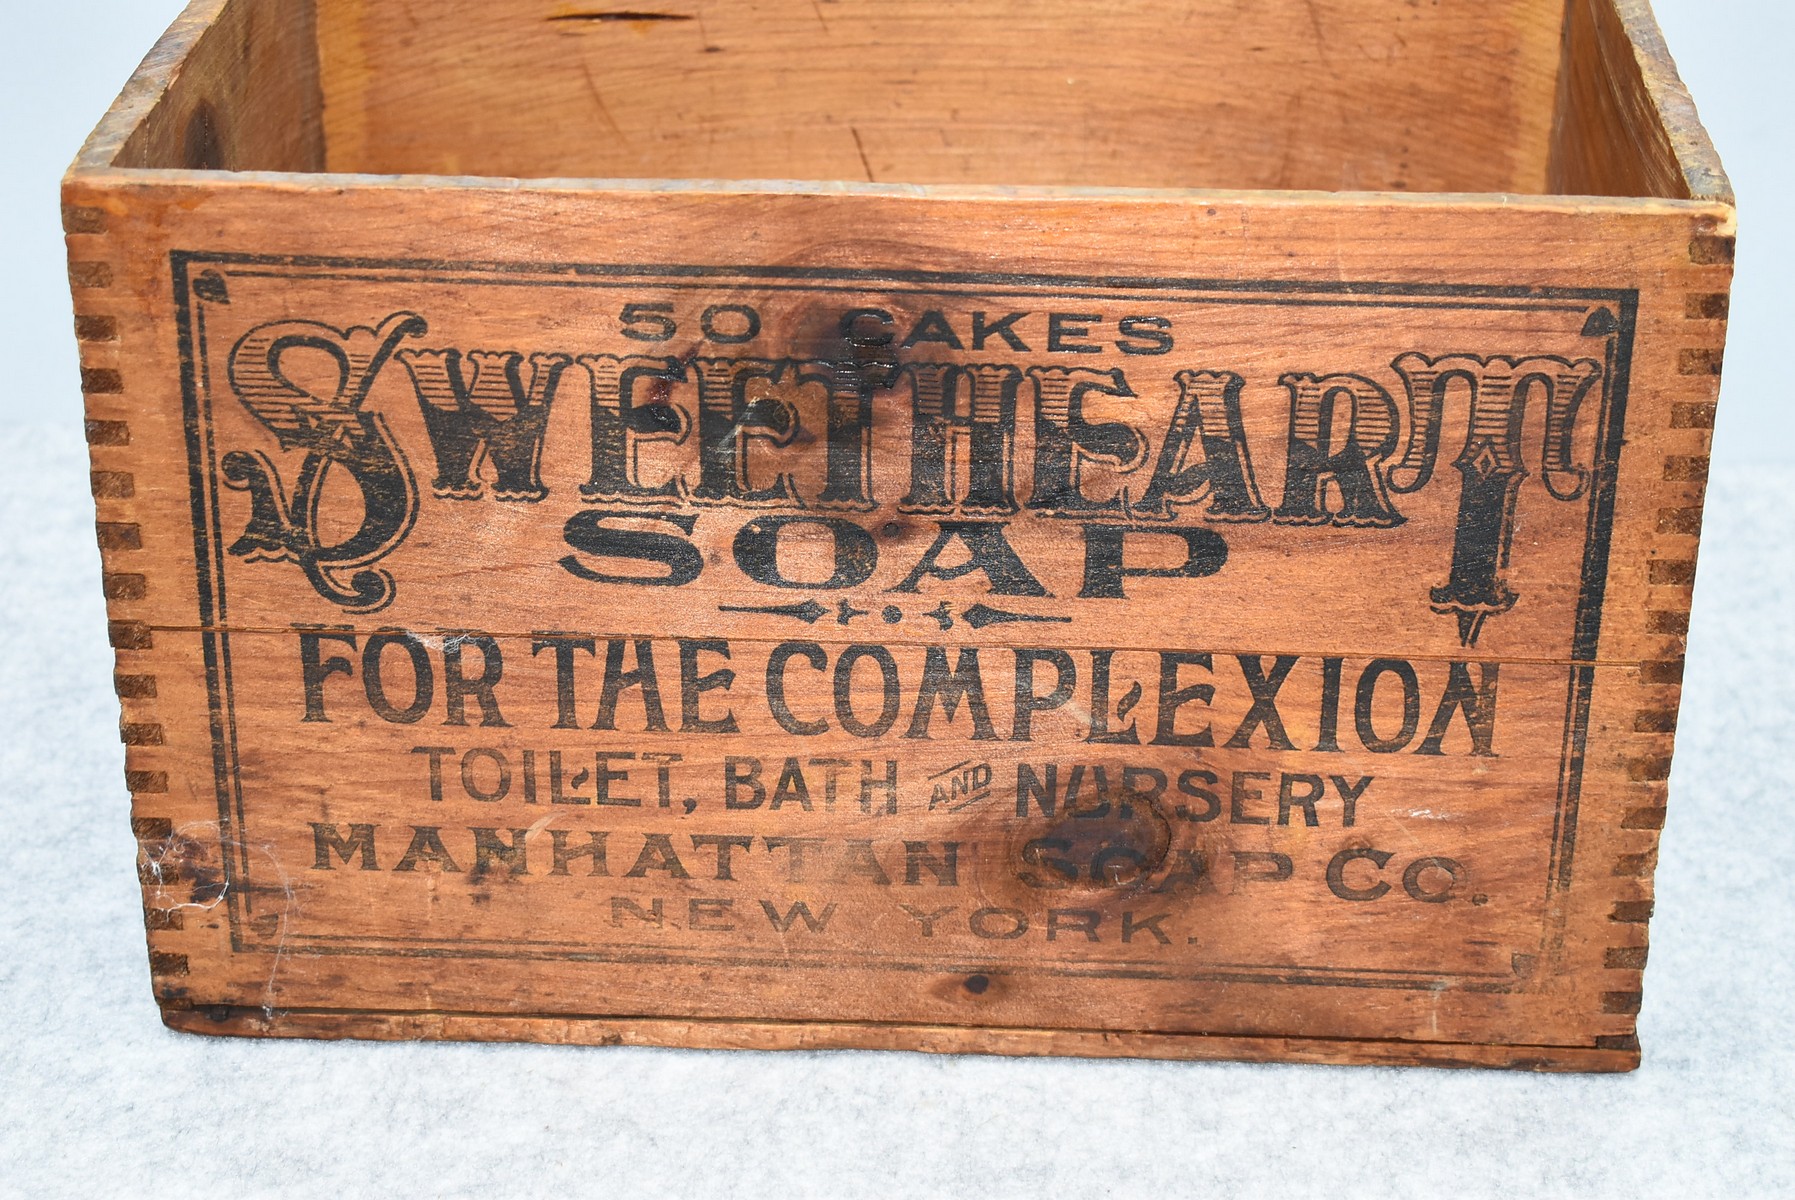 50 CAKES
SWEETHEART
SOAP
FOR THE COMPLEXION
TOILET, BATH AND NURSERY
MANHATTAN SOAP CO.
NEW YORK.